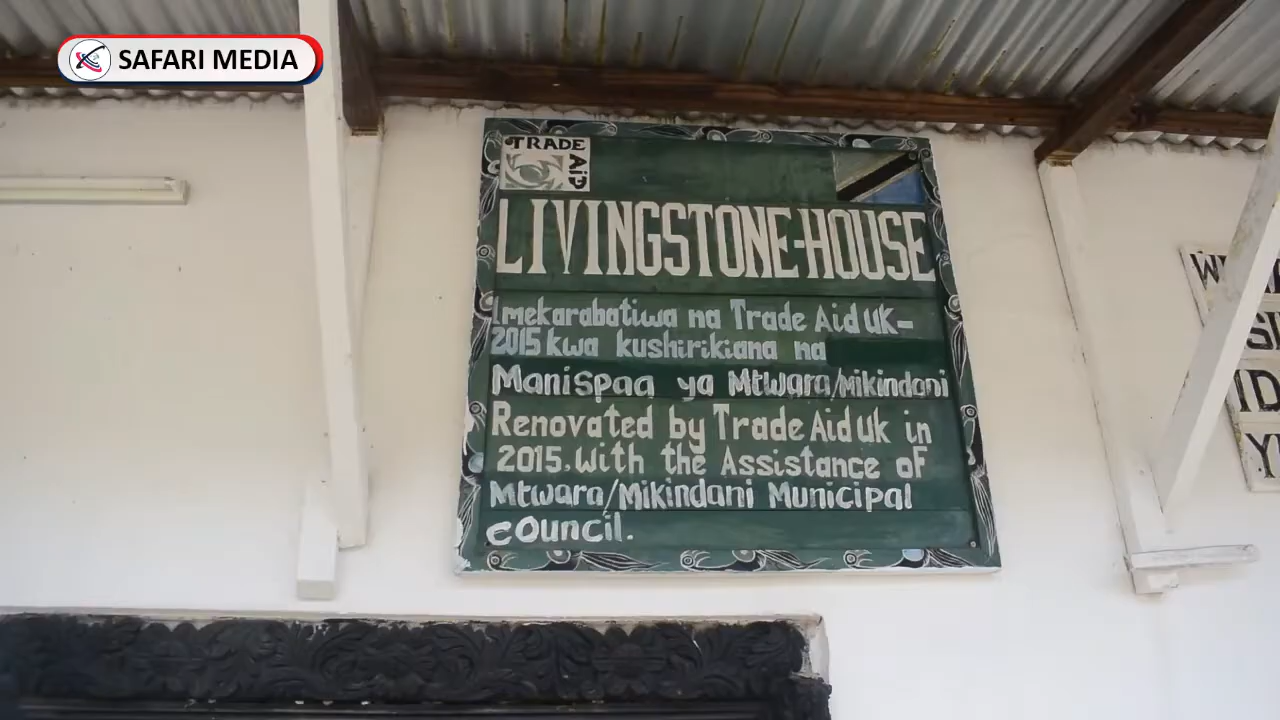 SAFARI MEDIA
TRADE
AiD
LIVINGSTONE-HOUSE
Imekarabatiwa na Trade Aid UK-
2015 kwa kushirikiana na
Manispaa ya Mtwara/Mikindani
Renovated by Trade Aid Uk in
2015. With the Assistance of
Mtwara/Mikindani Municipal
council.